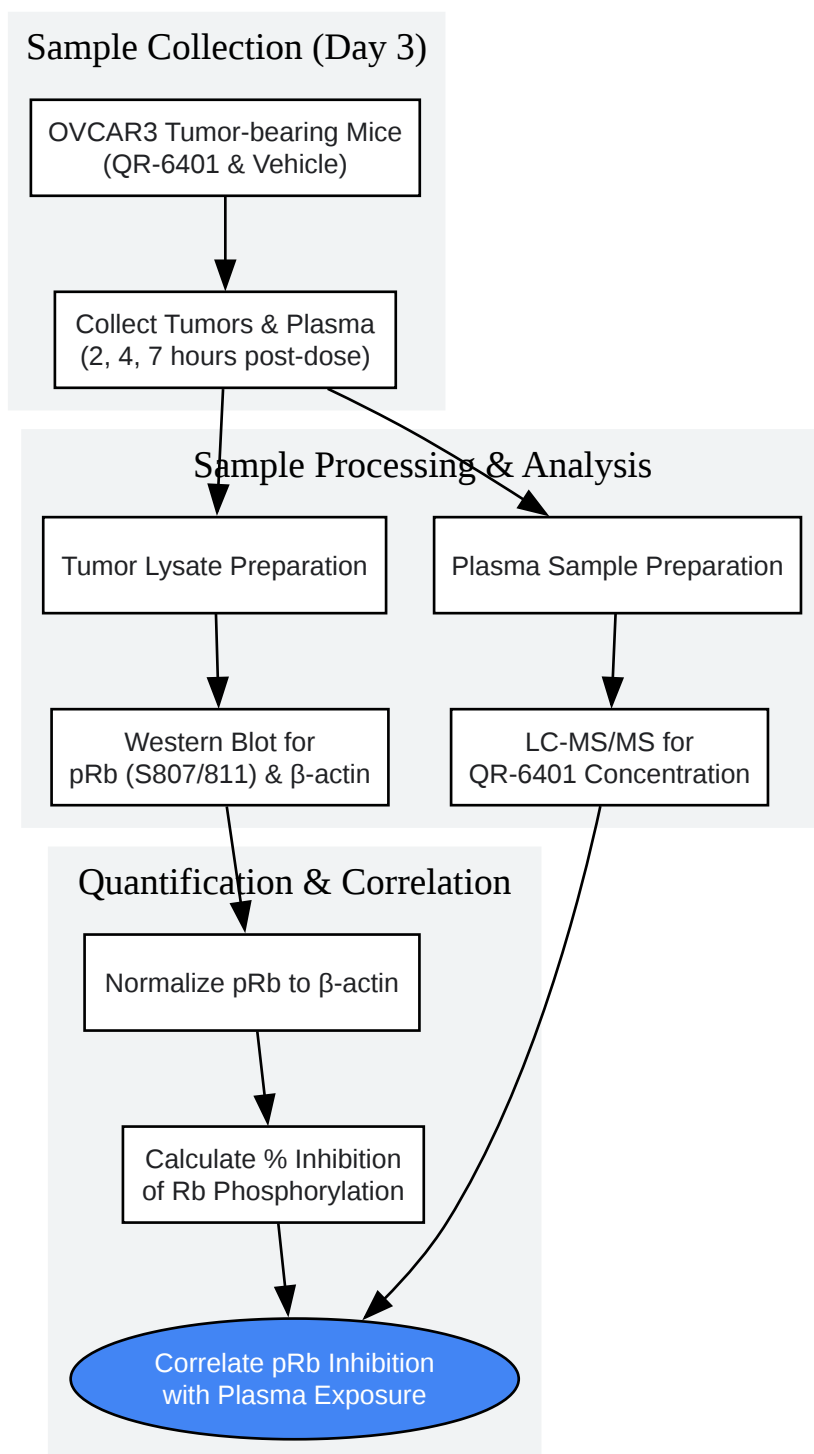 Sample Collection (Day 3)
OVCAR3 Tumor-bearing Mice
(QR-6401 & Vehicle)
Collect Tumors & Plasma
(2, 4, 7 hours post-dose)
Sample Processing & Analysis
Tumor Lysate Preparation
Plasma Sample Preparation
Western Blot for
pRb (S807/811) & β-actin
LC-MS/MS for
QR-6401 Concentration
Quantification & Correlation
Normalize pRb to β-actin
Calculate % Inhibition
of Rb Phosphorylation
Correlate pRb Inhibition
with Plasma Exposure